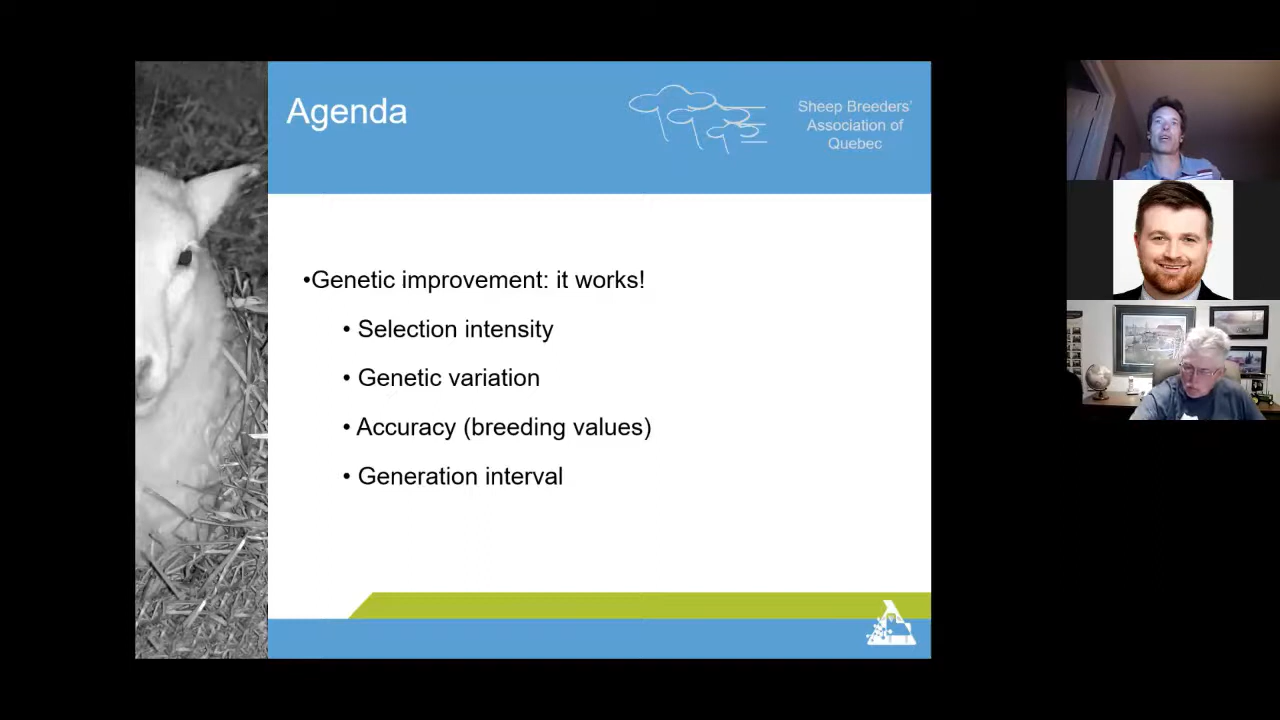 Agenda
Sheep Breeders'
Association of
Quebec
•Genetic improvement: it works!
• Selection intensity
• Genetic variation
• Accuracy (breeding values)
• Generation interval